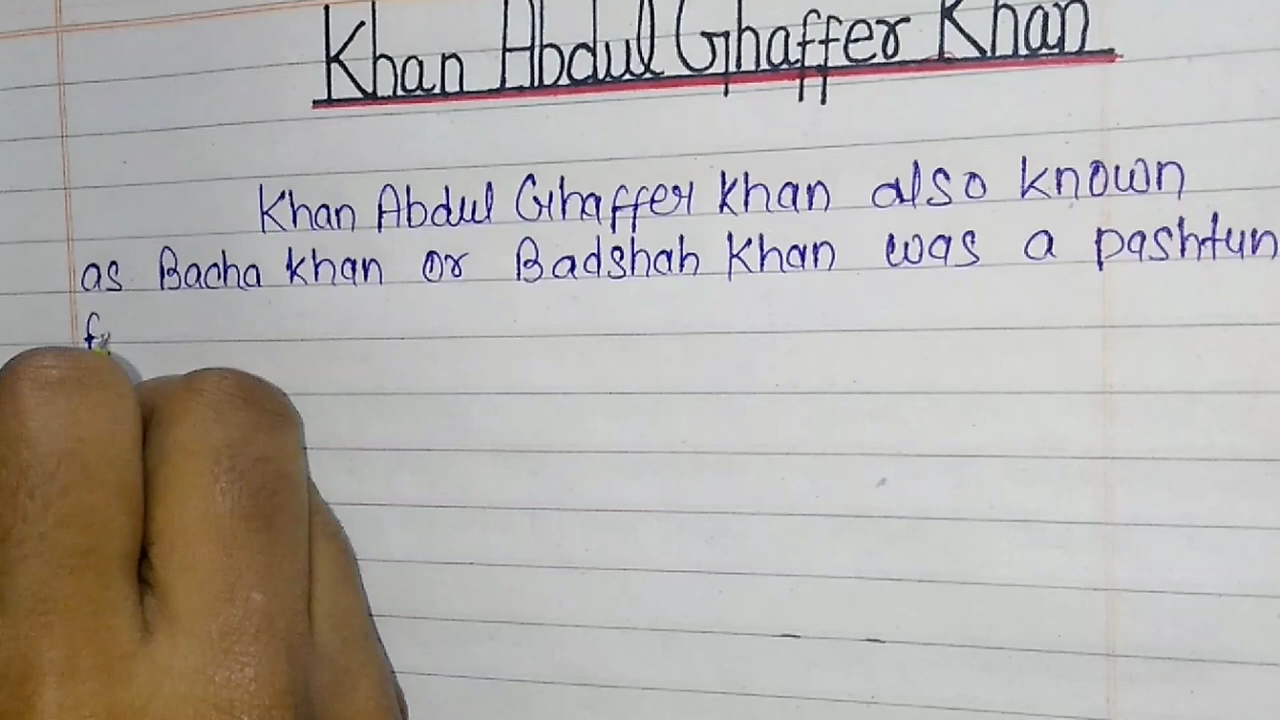 Khan Abdul Ghaffer Khan
Khan Abdul Ghaffer Khan also known
as Bacha khan or Badshah Khan was a pashtun